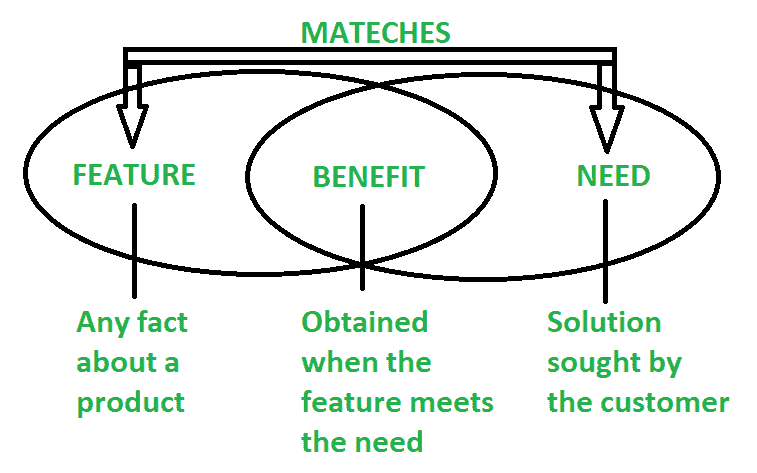 MATECHES
FEATURE
BENEFIT
NEED
Any fact
about a
product
Obtained
when the
feature meets
the need
Solution
sought by
the customer